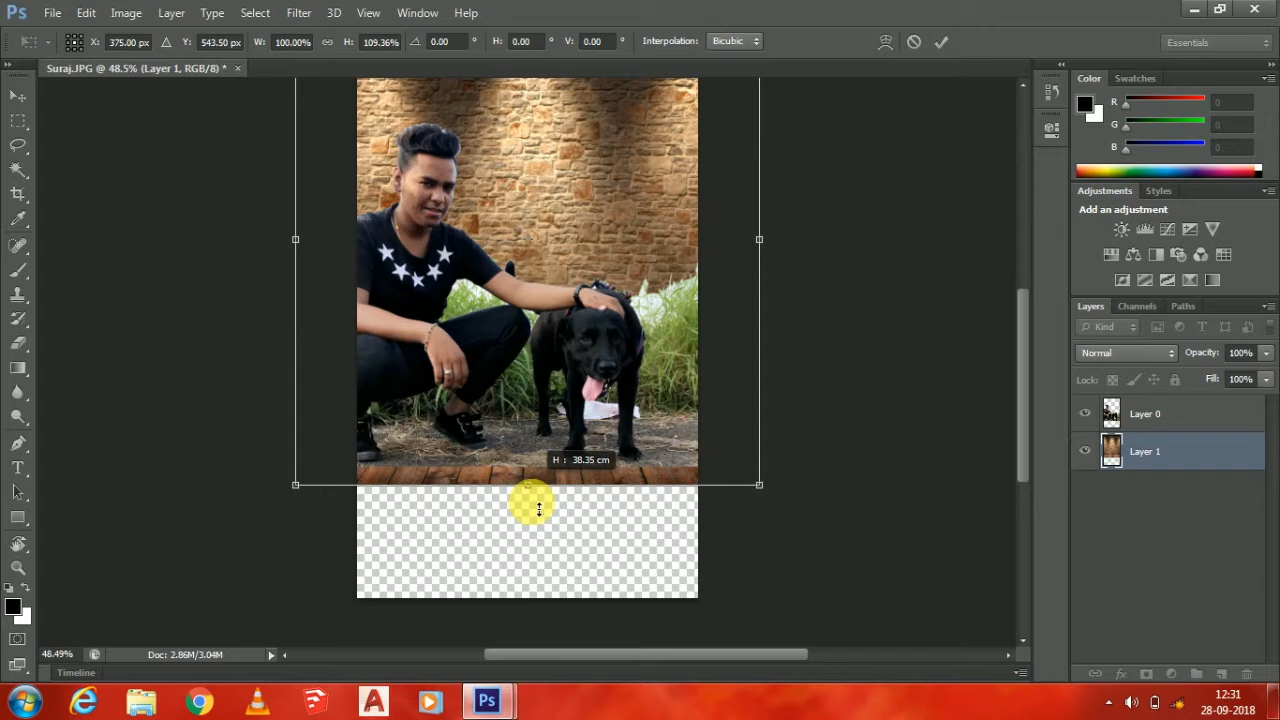 Ps File Edit Image Layer Type Select Filter 3D View Window Help
X: 375.00 px Y: 543.50 px W: 100.00% H: 109.36% 0.00 ° H: 0.00 ° V: 0.00 ° Interpolation: Bicubic Essentials
Suraj.JPG @ 48.5% (Layer 1, RGB/8) * ×
Color Swatches
R 0
G 0
B 0
Adjustments Styles
Add an adjustment
Layers Channels Paths
Kind
Normal Opacity: 100%
Lock: Fill: 100%
Layer 0
Layer 1
H : 38.35 cm
48.49% Doc: 2.86M/3.04M
Timeline
Ps
12:31
28-09-2018